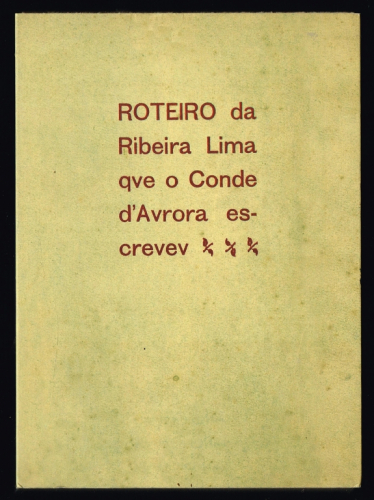 ROTEIRO da
Ribeira Lima
qve o Conde
d'Avrora es-
crevev